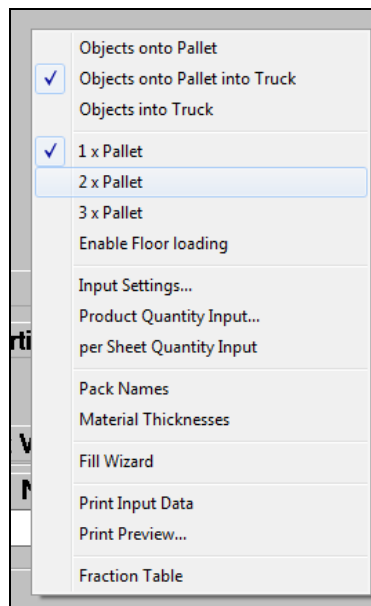 Objects onto Pallet
Objects onto Pallet into Truck
Objects into Truck
1 x Pallet
2 x Pallet
3 x Pallet
Enable Floor loading
Input Settings...
Product Quantity Input...
per Sheet Quantity Input
rti
Pack Names
Material Thicknesses
Fill Wizard
Print Input Data
Print Preview...
Fraction Table